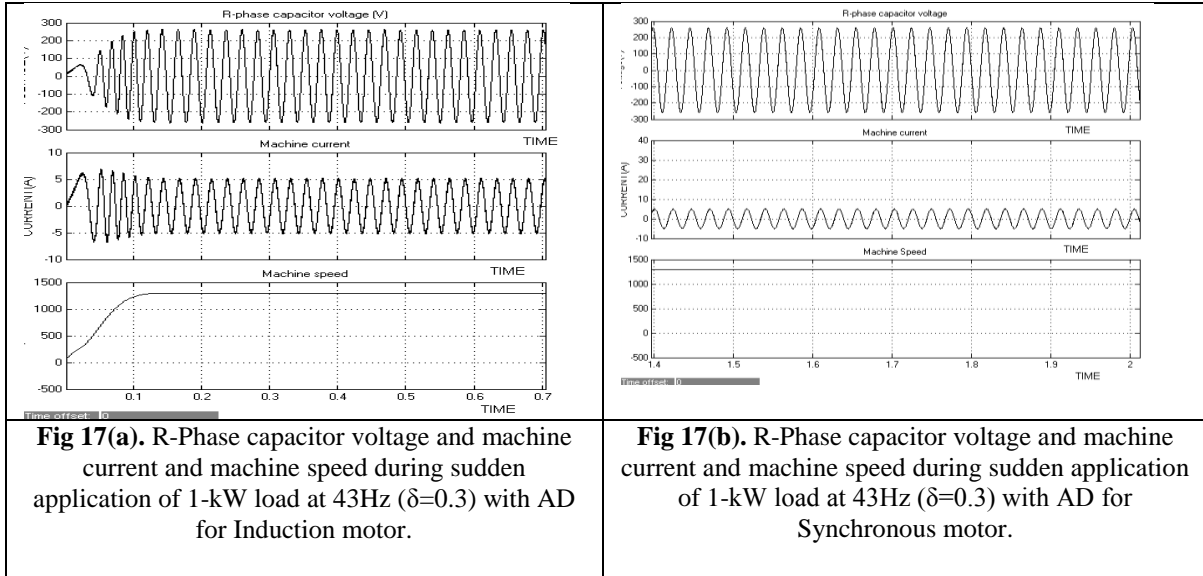 R-phase capacitor voltage (V)
300
200
100
0
-100
-200
-300
TIME
Machine current
10
5
0
-5
-10
CURRENT(A)
TIME
Machine speed
1500
1000
500
0
-500
0.1 0.2 0.3 0.4 0.5 0.6 0.7
TIME
Time offset: 0
Fig 17(a). R-Phase capacitor voltage and machine
current and machine speed during sudden
application of 1-kW load at 43Hz (δ=0.3) with AD
for Induction motor.
R-phase capacitor voltage
300
200
100
0
-100
-200
-300
TIME
Machine current
40
30
20
10
0
-10
CURRENT(A)
TIME
Machine Speed
1500
1000
500
0
-500
1.4 1.5 1.6 1.7 1.8 1.9 2
TIME
Time offset: 0
Fig 17(b). R-Phase capacitor voltage and machine
current and machine speed during sudden application
of 1-kW load at 43Hz (δ=0.3) with AD for
Synchronous motor.